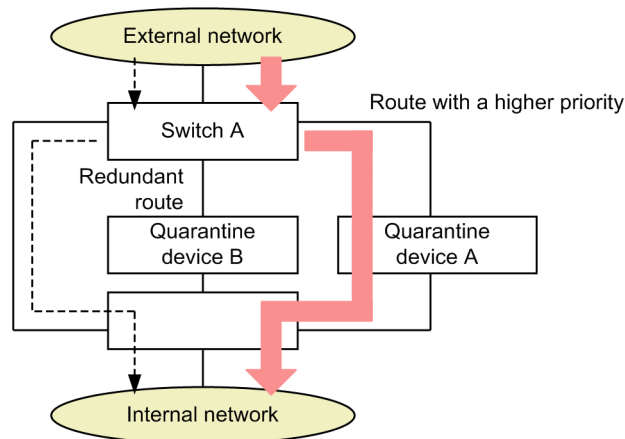 External network
Route with a higher priority
Switch A
Redundant
route
Quarantine
device B
Quarantine
device A
Internal network